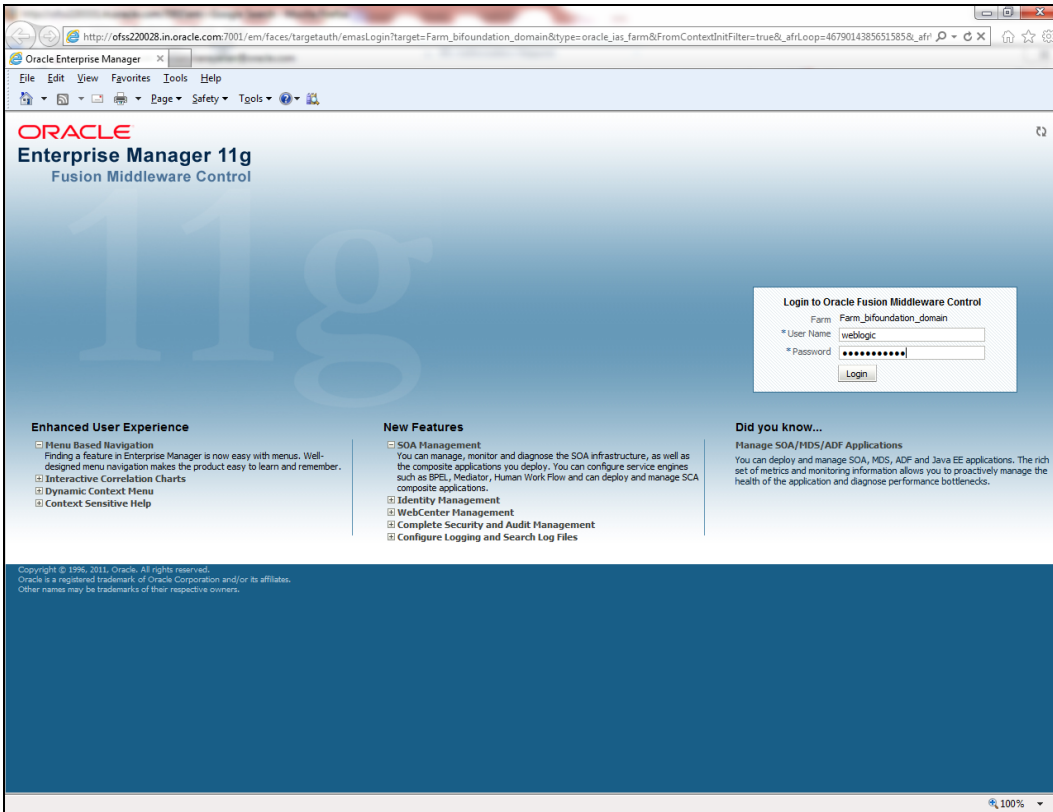 http://ofss220028.in.oracle.com:7001/em/faces/targetauth/emasLogin?target=Farm_bifoundation_domain&type=oracle_ias_farm&FromContextInitFilter=true&_afrLoop=4679014385651585&_afr
Oracle Enterprise Manager
File Edit View Favorites Tools Help
Page Safety Tools
ORACLE
Enterprise Manager 11g
Fusion Middleware Control
11g
Login to Oracle Fusion Middleware Control
Farm Farm_bifoundation_domain
* User Name weblogic
* Password
Login
Enhanced User Experience
Menu Based Navigation
Finding a feature in Enterprise Manager is now easy with menus. Well-
designed menu navigation makes the product easy to learn and remember.
Interactive Correlation Charts
Dynamic Context Menu
Context Sensitive Help
New Features
SOA Management
You can manage, monitor and diagnose the SOA infrastructure, as well as
the composite applications you deploy. You can configure service engines
such as BPEL, Mediator, Human Work Flow and can deploy and manage SCA
composite applications.
Identity Management
WebCenter Management
Complete Security and Audit Management
Configure Logging and Search Log Files
Did you know...
Manage SOA/MDS/ADF Applications
You can deploy and manage SOA, MDS, ADF and Java EE applications. The rich
set of metrics and monitoring information allows you to proactively manage the
health of the application and diagnose performance bottlenecks.
Copyright © 1996, 2011, Oracle. All rights reserved.
Oracle is a registered trademark of Oracle Corporation and/or its affiliates.
Other names may be trademarks of their respective owners.
100%